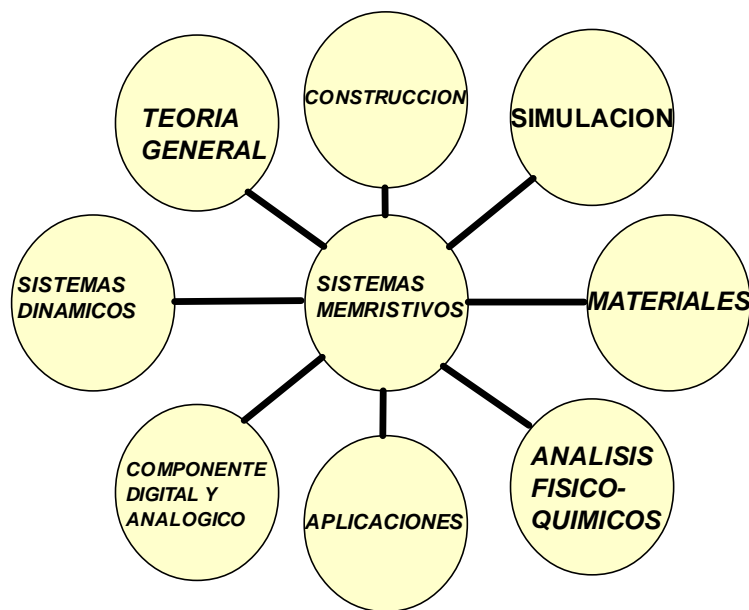 CONSTRUCCION
TEORIA
GENERAL
SIMULACION
SISTEMAS
DINAMICOS
SISTEMAS
MEMRISTIVOS
MATERIALES
COMPONENTE
DIGITAL Y
ANALOGICO
APLICACIONES
ANALISIS
FISICO-
QUIMICOS